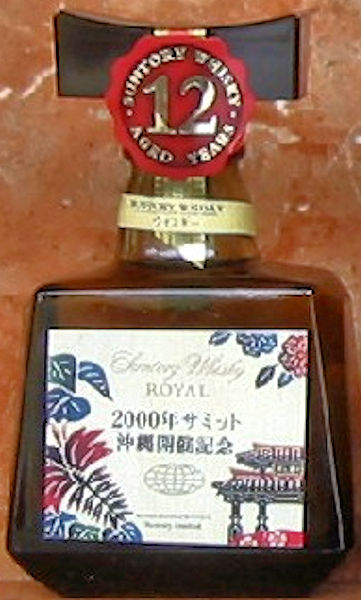 SUNTORY WHISKY
12
AGED YEARS
SUNTORY WHISKY
ウイスキー
Suntory Whisky
ROYAL
2000年サミット
沖縄開催記念
Suntory Limited